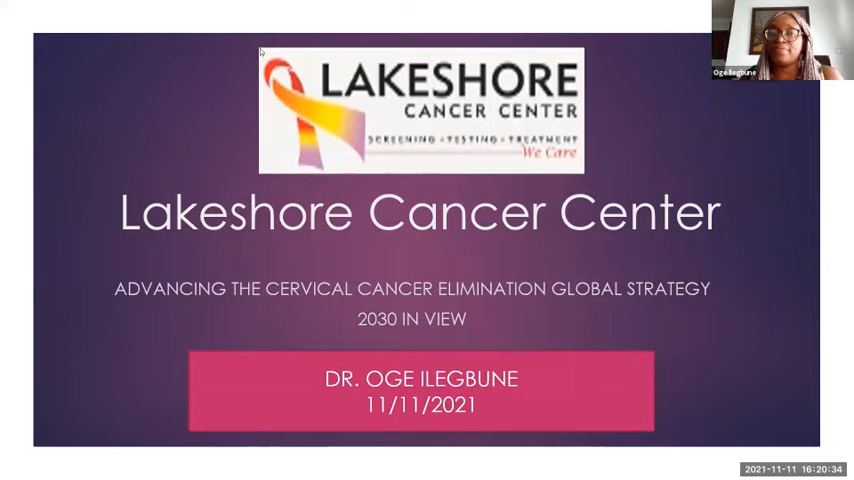 Oge Ilegbune
LAKESHORE
CANCER CENTER
SCREENING • TESTING • TREATMENT
We Care
Lakeshore Cancer Center
ADVANCING THE CERVICAL CANCER ELIMINATION GLOBAL STRATEGY
2030 IN VIEW
DR. OGE ILEGBUNE
11/11/2021
2021-11-11 16:20:34